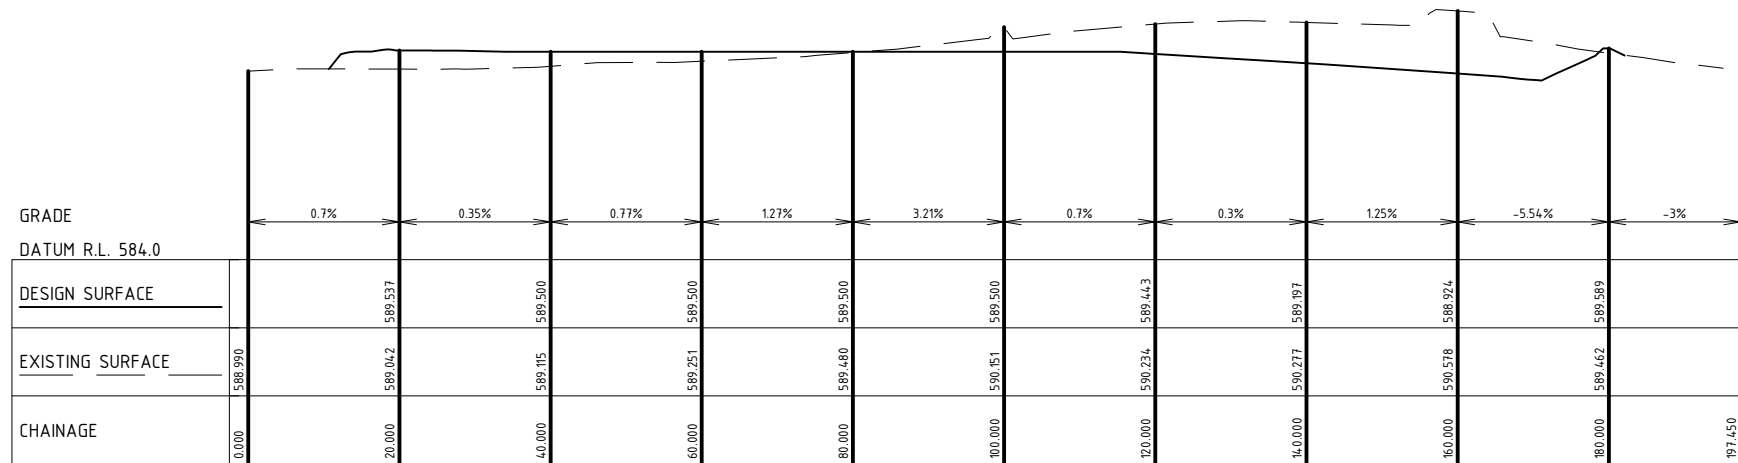 GRADE 0.7% 0.35% 0.77% 1.27% 3.21% 0.7% 0.3% 1.25% -5.54% -3%
DATUM R.L. 584.0
DESIGN SURFACE 589.537 589.500 589.500 589.500 589.500 589.443 589.197 588.924 589.589
EXISTING SURFACE 588.990 589.042 589.115 589.251 589.480 590.151 590.234 590.277 590.578 589.462
CHAINAGE 0.000 20.000 40.000 60.000 80.000 100.000 120.000 140.000 160.000 180.000 197.450